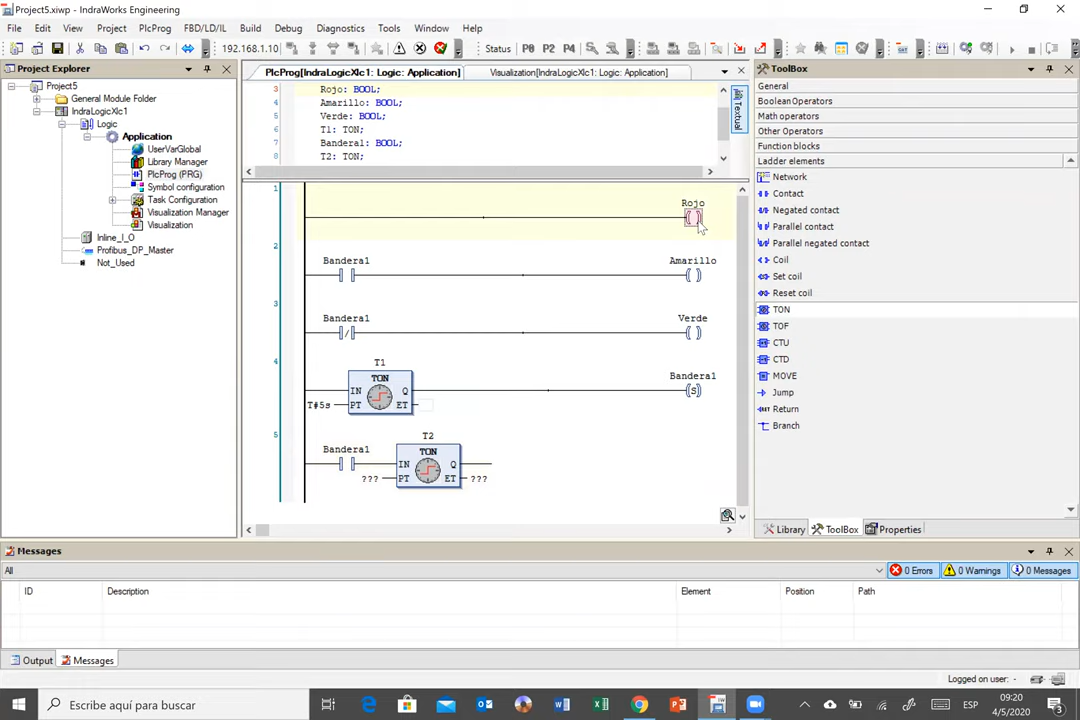 Project5.xiwp - IndraWorks Engineering
File Edit View Project PlcProg FBD/LD/IL Build Debug Diagnostics Tools Window Help
192.168.1.10 Status P0 P2 P4
Project Explorer
Project5
General Module Folder
IndraLogicXlc1
Logic
Application
UserVarGlobal
Library Manager
PlcProg (PRG)
Symbol configuration
Task Configuration
Visualization Manager
Visualization
Inline_I_O
Profibus_DP_Master
Not_Used
PlcProg[IndraLogicXlc1: Logic: Application] Visualization[IndraLogicXlc1: Logic: Application]
3 Rojo: BOOL;
4 Amarillo: BOOL;
5 Verde: BOOL;
6 T1: TON;
7 Bandera1: BOOL;
8 T2: TON;
Textual
1
Rojo
2
Bandera1 Amarillo
3
Bandera1 Verde
4
T1
TON Bandera1
IN Q S
T#5s PT ET
5
T2
Bandera1 TON
IN Q
??? PT ET ???
ToolBox
General
Boolean Operators
Math operators
Other Operators
Function blocks
Ladder elements
Network
Contact
Negated contact
Parallel contact
Parallel negated contact
Coil
Set coil
Reset coil
TON
TOF
CTU
CTD
MOVE
Jump
Return
Branch
Library ToolBox Properties
Messages
All 0 Errors 0 Warnings 0 Messages
ID Description Element Position Path
Output Messages
Logged on user: -
Escribe aquí para buscar
ESP
09:20
4/5/2020
3